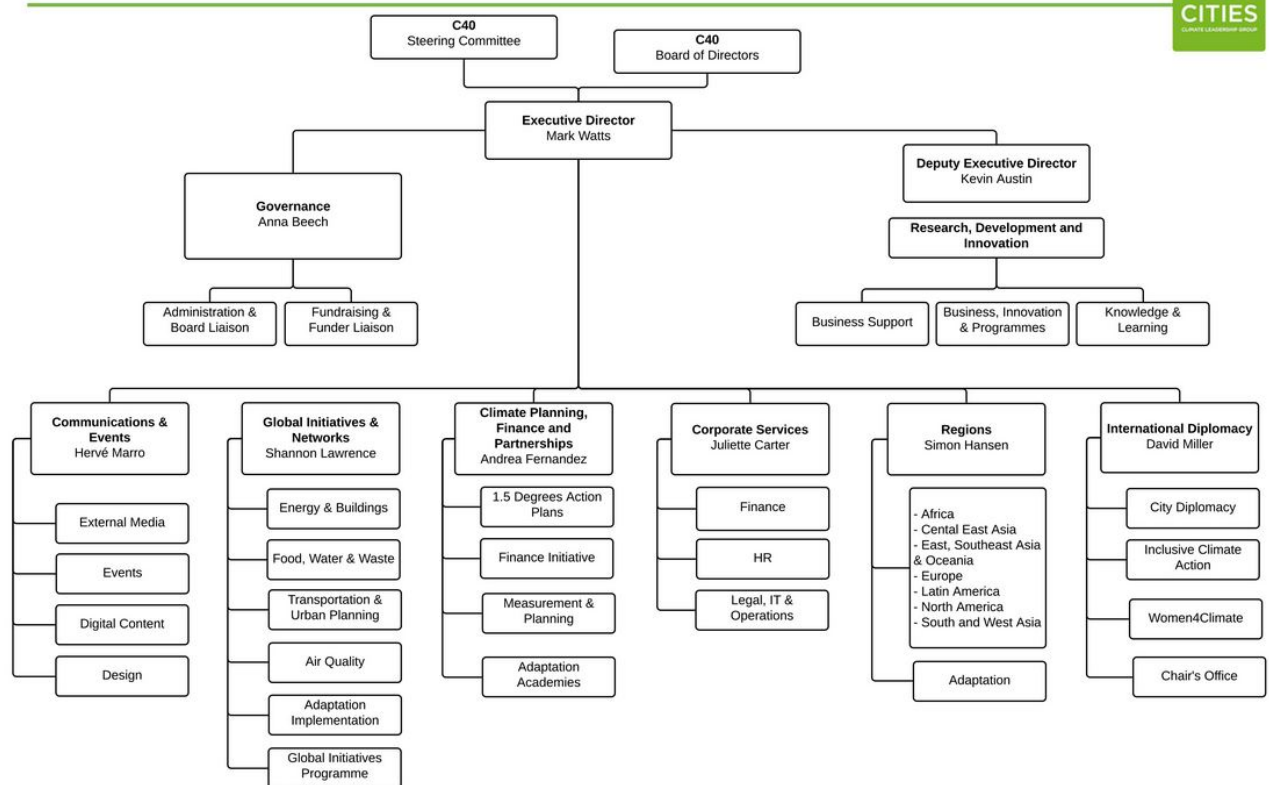 CITIES
CLIMATE LEADERSHIP GROUP
C40
Steering Committee
C40
Board of Directors
Executive Director
Mark Watts
Deputy Executive Director
Kevin Austin
Governance
Anna Beech
Research, Development and
Innovation
Administration &
Board Liaison
Fundraising &
Funder Liaison
Business Support
Business, Innovation
& Programmes
Knowledge &
Learning
Communications &
Events
Hervé Marro
External Media
Events
Digital Content
Design
Global Initiatives &
Networks
Shannon Lawrence
Energy & Buildings
Food, Water & Waste
Transportation &
Urban Planning
Air Quality
Adaptation
Implementation
Global Initiatives
Programme
Climate Planning,
Finance and
Partnerships
Andrea Fernandez
1.5 Degrees Action
Plans
Finance Initiative
Measurement &
Planning
Adaptation
Academies
Corporate Services
Juliette Carter
Finance
HR
Legal, IT &
Operations
Regions
Simon Hansen
- Africa
- Cental East Asia
- East, Southeast Asia
& Oceania
- Europe
- Latin America
- North America
- South and West Asia
Adaptation
International Diplomacy
David Miller
City Diplomacy
Inclusive Climate
Action
Women4Climate
Chair's Office